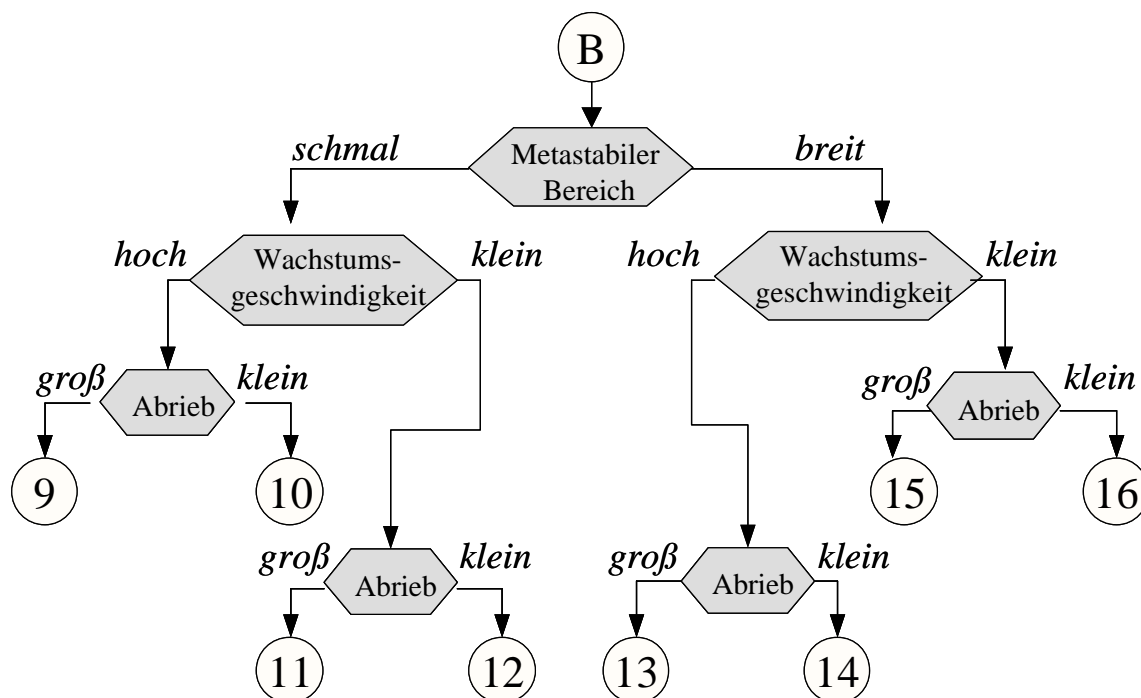 B
schmal
Metastabiler
Bereich
breit
hoch
Wachstums-
geschwindigkeit
klein
hoch
Wachstums-
geschwindigkeit
klein
groß
Abrieb
klein
groß
Abrieb
klein
9
10
15
16
groß
Abrieb
klein
groß
Abrieb
klein
11
12
13
14